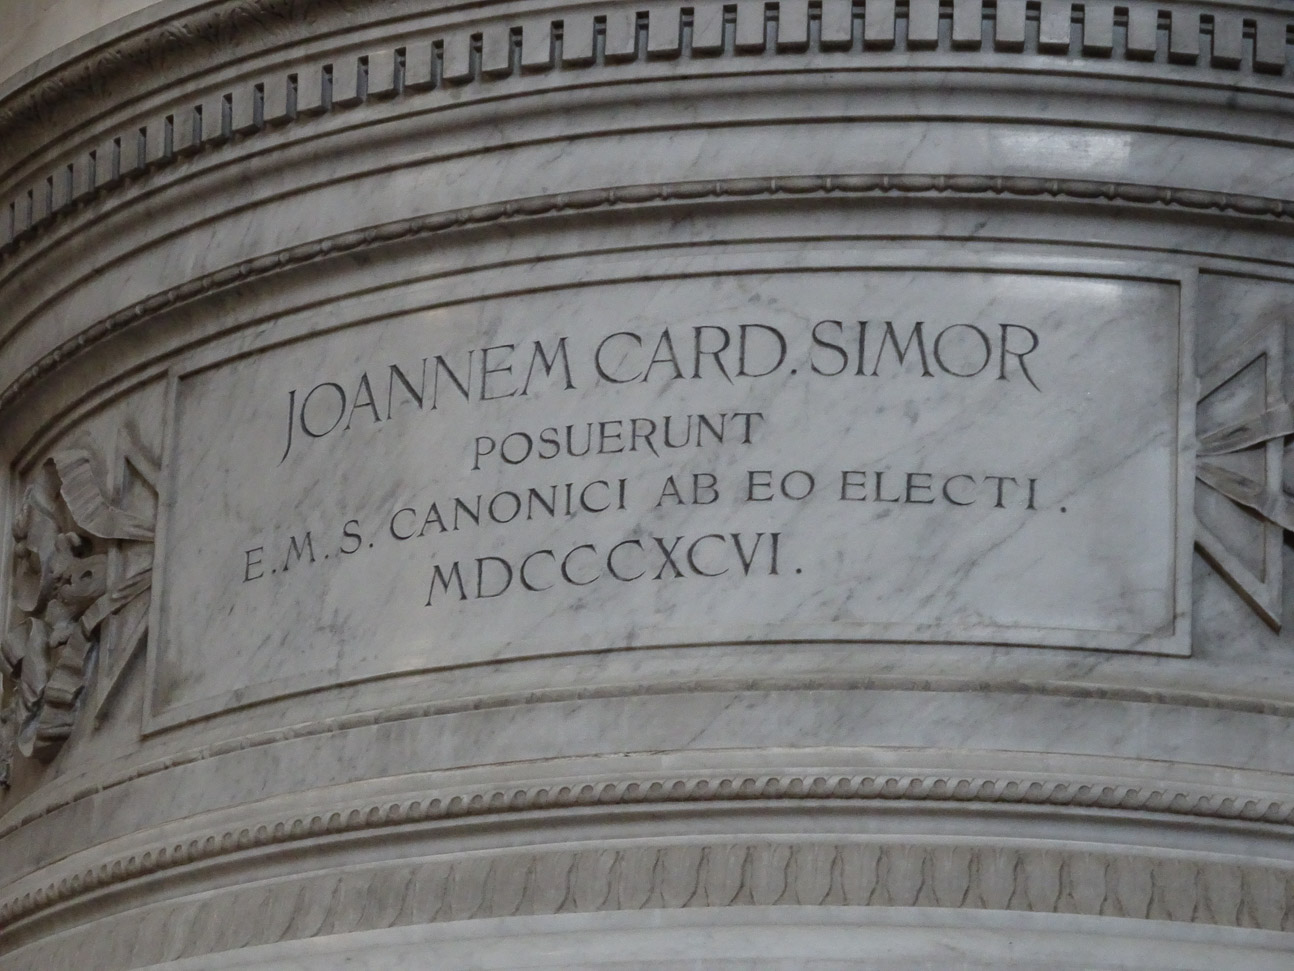 JOANNEM CARD. SIMOR
POSUERUNT
E.M.S. CANONICI AB EO ELECTI.
MDCCCXCVI.